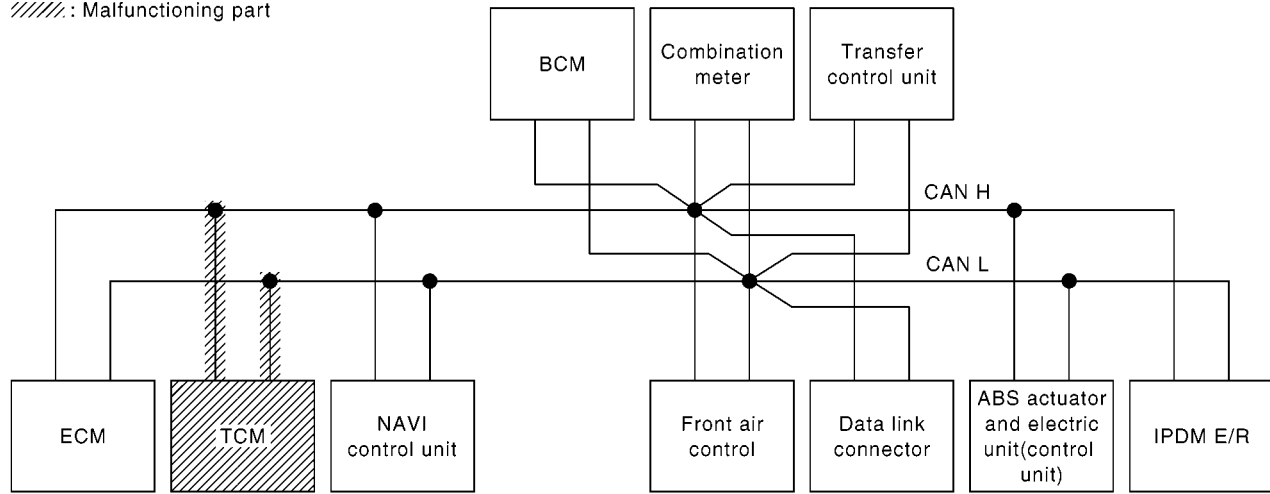 : Malfunctioning part
BCM
Combination
meter
Transfer
control unit
CAN H
CAN L
ECM
TCM
NAVI
control unit
Front air
control
Data link
connector
ABS actuator
and electric
unit(control
unit)
IPDM E/R